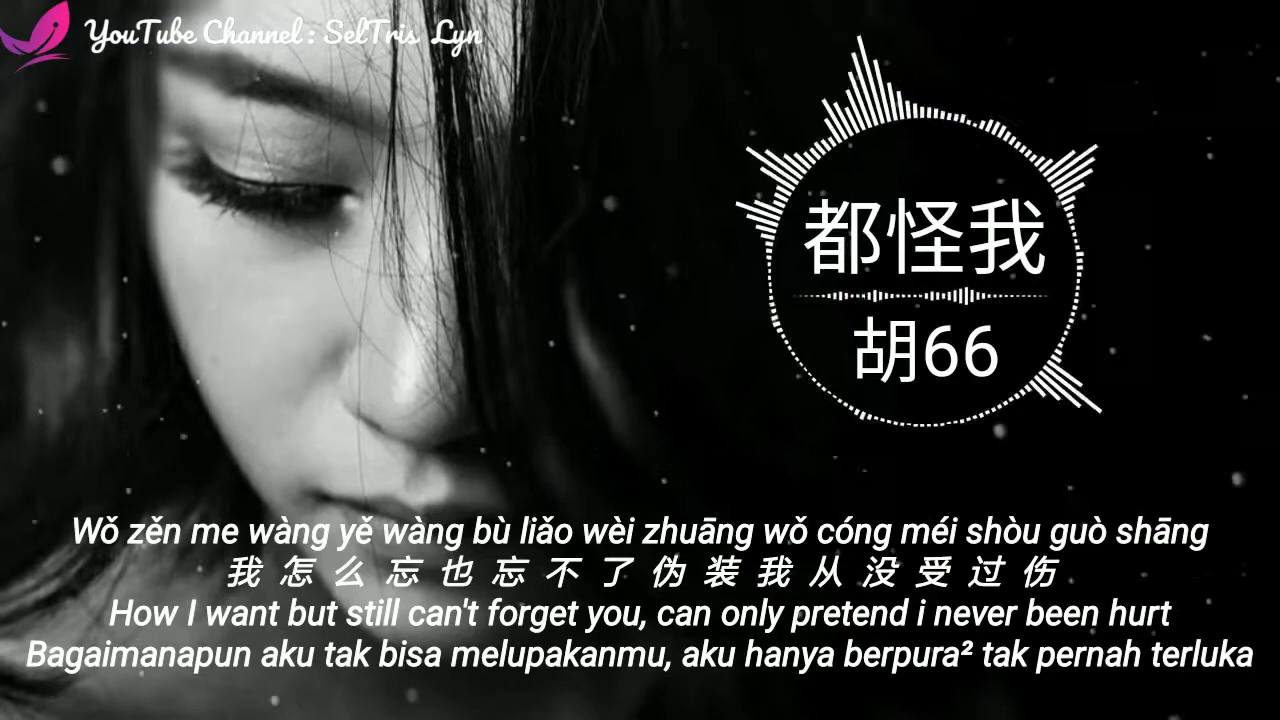 YouTube Channel : SelTris Lyn
都怪我
胡66
Wǒ zěn me wàng yě wàng bù liǎo wèi zhuāng wǒ cóng méi shòu guò shāng
我 怎 么 忘 也 忘 不 了 伪 装 我 从 没 受 过 伤
How I want but still can't forget you, can only pretend i never been hurt
Bagaimanapun aku tak bisa melupakanmu, aku hanya berpura² tak pernah terluka